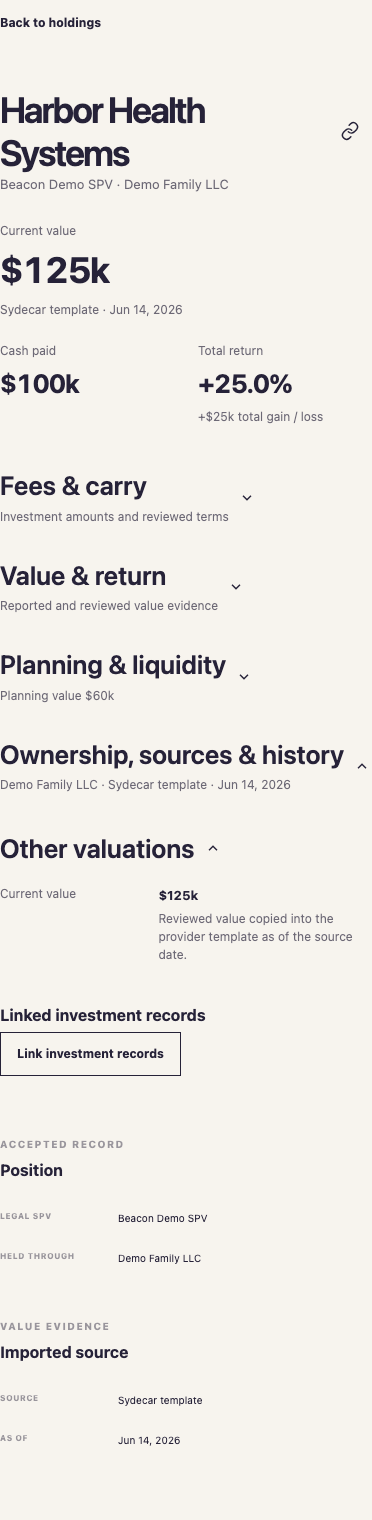 Back to holdings
Harbor Health
Systems
Beacon Demo SPV · Demo Family LLC
Current value
$125k
Sydecar template · Jun 14, 2026
Cash paid
$100k
Total return
+25.0%
+$25k total gain / loss
Fees & carry
Investment amounts and reviewed terms
Value & return
Reported and reviewed value evidence
Planning & liquidity
Planning value $60k
Ownership, sources & history
Demo Family LLC · Sydecar template · Jun 14, 2026
Other valuations
Current value
$125k
Reviewed value copied into the
provider template as of the source
date.
Linked investment records
Link investment records
ACCEPTED RECORD
Position
LEGAL SPV
Beacon Demo SPV
HELD THROUGH
Demo Family LLC
VALUE EVIDENCE
Imported source
SOURCE
Sydecar template
AS OF
Jun 14, 2026